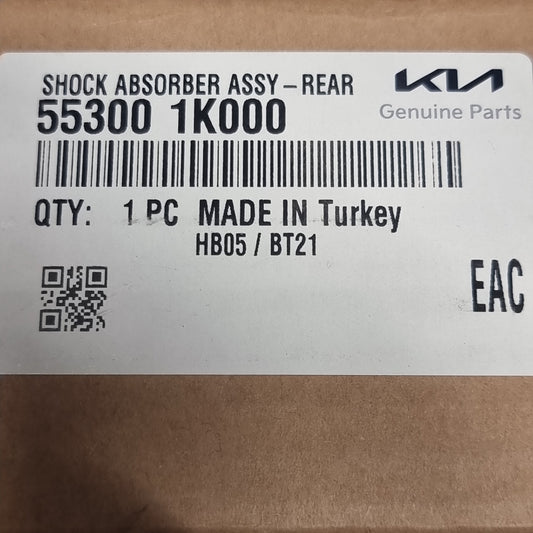 SHOCK ABSORBER ASSY – REAR
KIA
55300 1K000
Genuine Parts
QTY: 1 PC MADE IN Turkey
HB05 / BT21
EAC